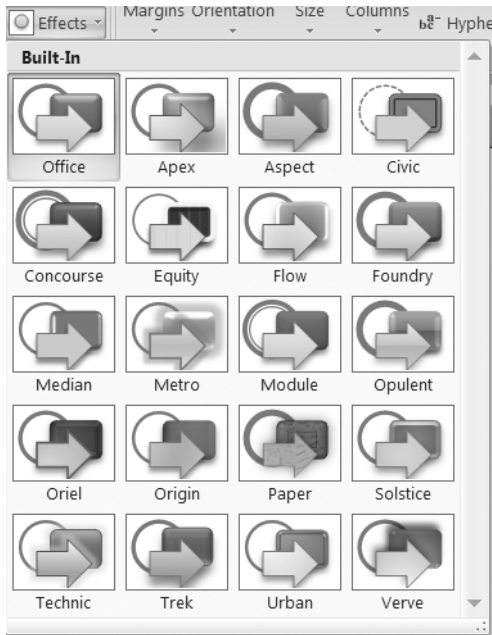 Effects Margins Orientation Size Columns Hyphe
Built-In
Office Apex Aspect Civic
Concourse Equity Flow Foundry
Median Metro Module Opulent
Oriel Origin Paper Solstice
Technic Trek Urban Verve